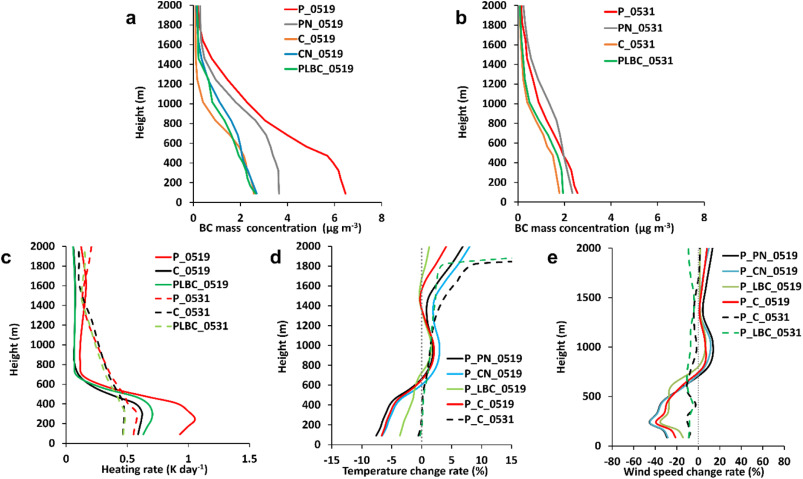 a
2000
1800
1600
1400
1200
1000
800
600
400
200
0
Height (m)
0 2 4 6 8
BC mass concentration (µg m-3)
P_0519
PN_0519
C_0519
CN_0519
PLBC_0519
b
2000
1800
1600
1400
1200
1000
800
600
400
200
0
Height (m)
0 2 4 6 8
BC mass concentration (µg m-3)
P_0531
PN_0531
C_0531
PLBC_0531
c
2000
1800
1600
1400
1200
1000
800
600
400
200
0
Height (m)
0 0.5 1 1.5
Heating rate (K day-1)
P_0519
C_0519
PLBC_0519
P_0531
C_0531
PLBC_0531
d
2000
1800
1600
1400
1200
1000
800
600
400
200
0
Height (m)
-10 -5 0 5 10 15
Temperature change rate (%)
P_PN_0519
P_CN_0519
P_LBC_0519
P_C_0519
P_C_0531
e
2000
1500
1000
500
0
Height (m)
-80 -60 -40 -20 0 20 40 60 80
Wind speed change rate (%)
P_PN_0519
P_CN_0519
P_LBC_0519
P_C_0519
P_C_0531
P_LBC_0531